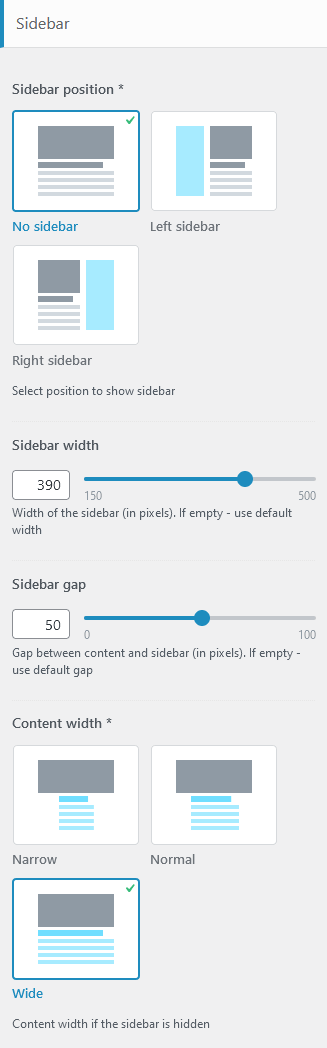 Sidebar
Sidebar position *
No sidebar
Left sidebar
Right sidebar
Select position to show sidebar
Sidebar width
390
150
500
Width of the sidebar (in pixels). If empty - use default
width
Sidebar gap
50
0
100
Gap between content and sidebar (in pixels). If empty -
use default gap
Content width *
Narrow
Normal
Wide
Content width if the sidebar is hidden